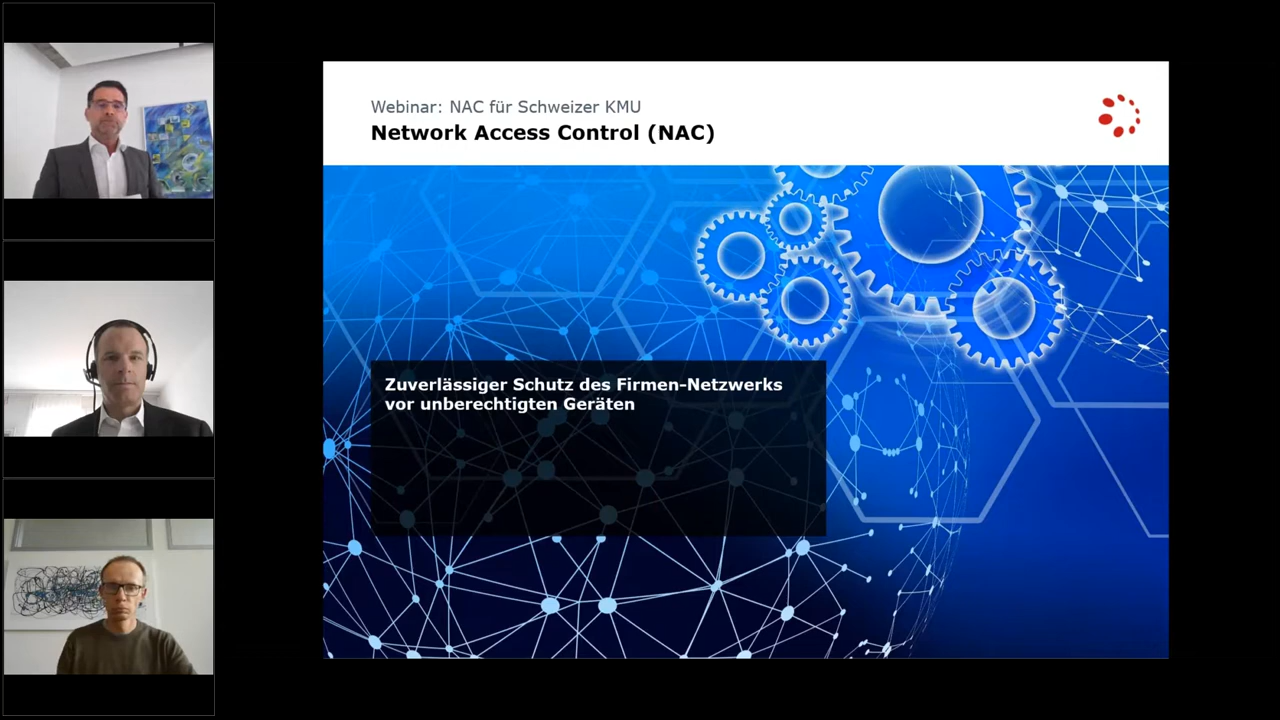 Webinar: NAC für Schweizer KMU
Network Access Control (NAC)
Zuverlässiger Schutz des Firmen-Netzwerks
vor unberechtigten Geräten